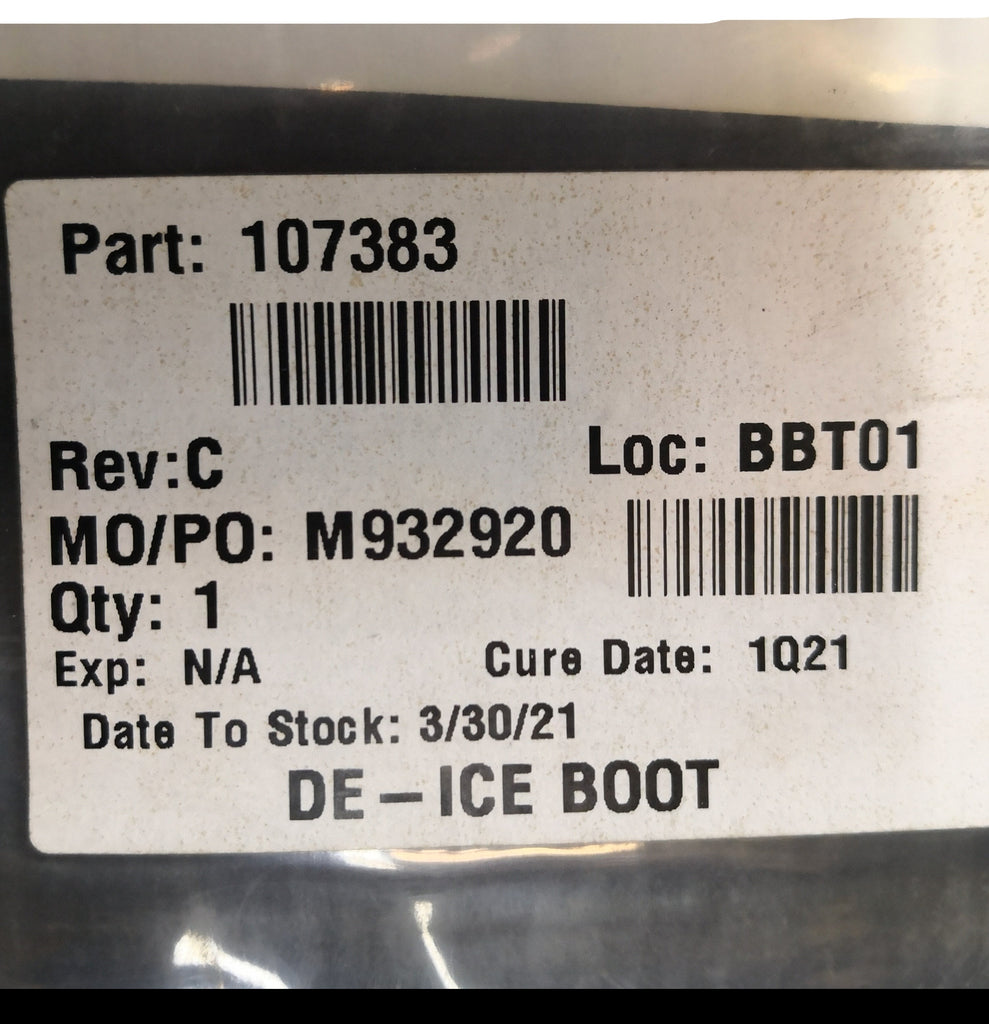 Part: 107383
Rev:C
Loc: BBT01
MO/PO: M932920
Qty: 1
Exp: N/A Cure Date: 1Q21
Date To Stock: 3/30/21
DE-ICE BOOT